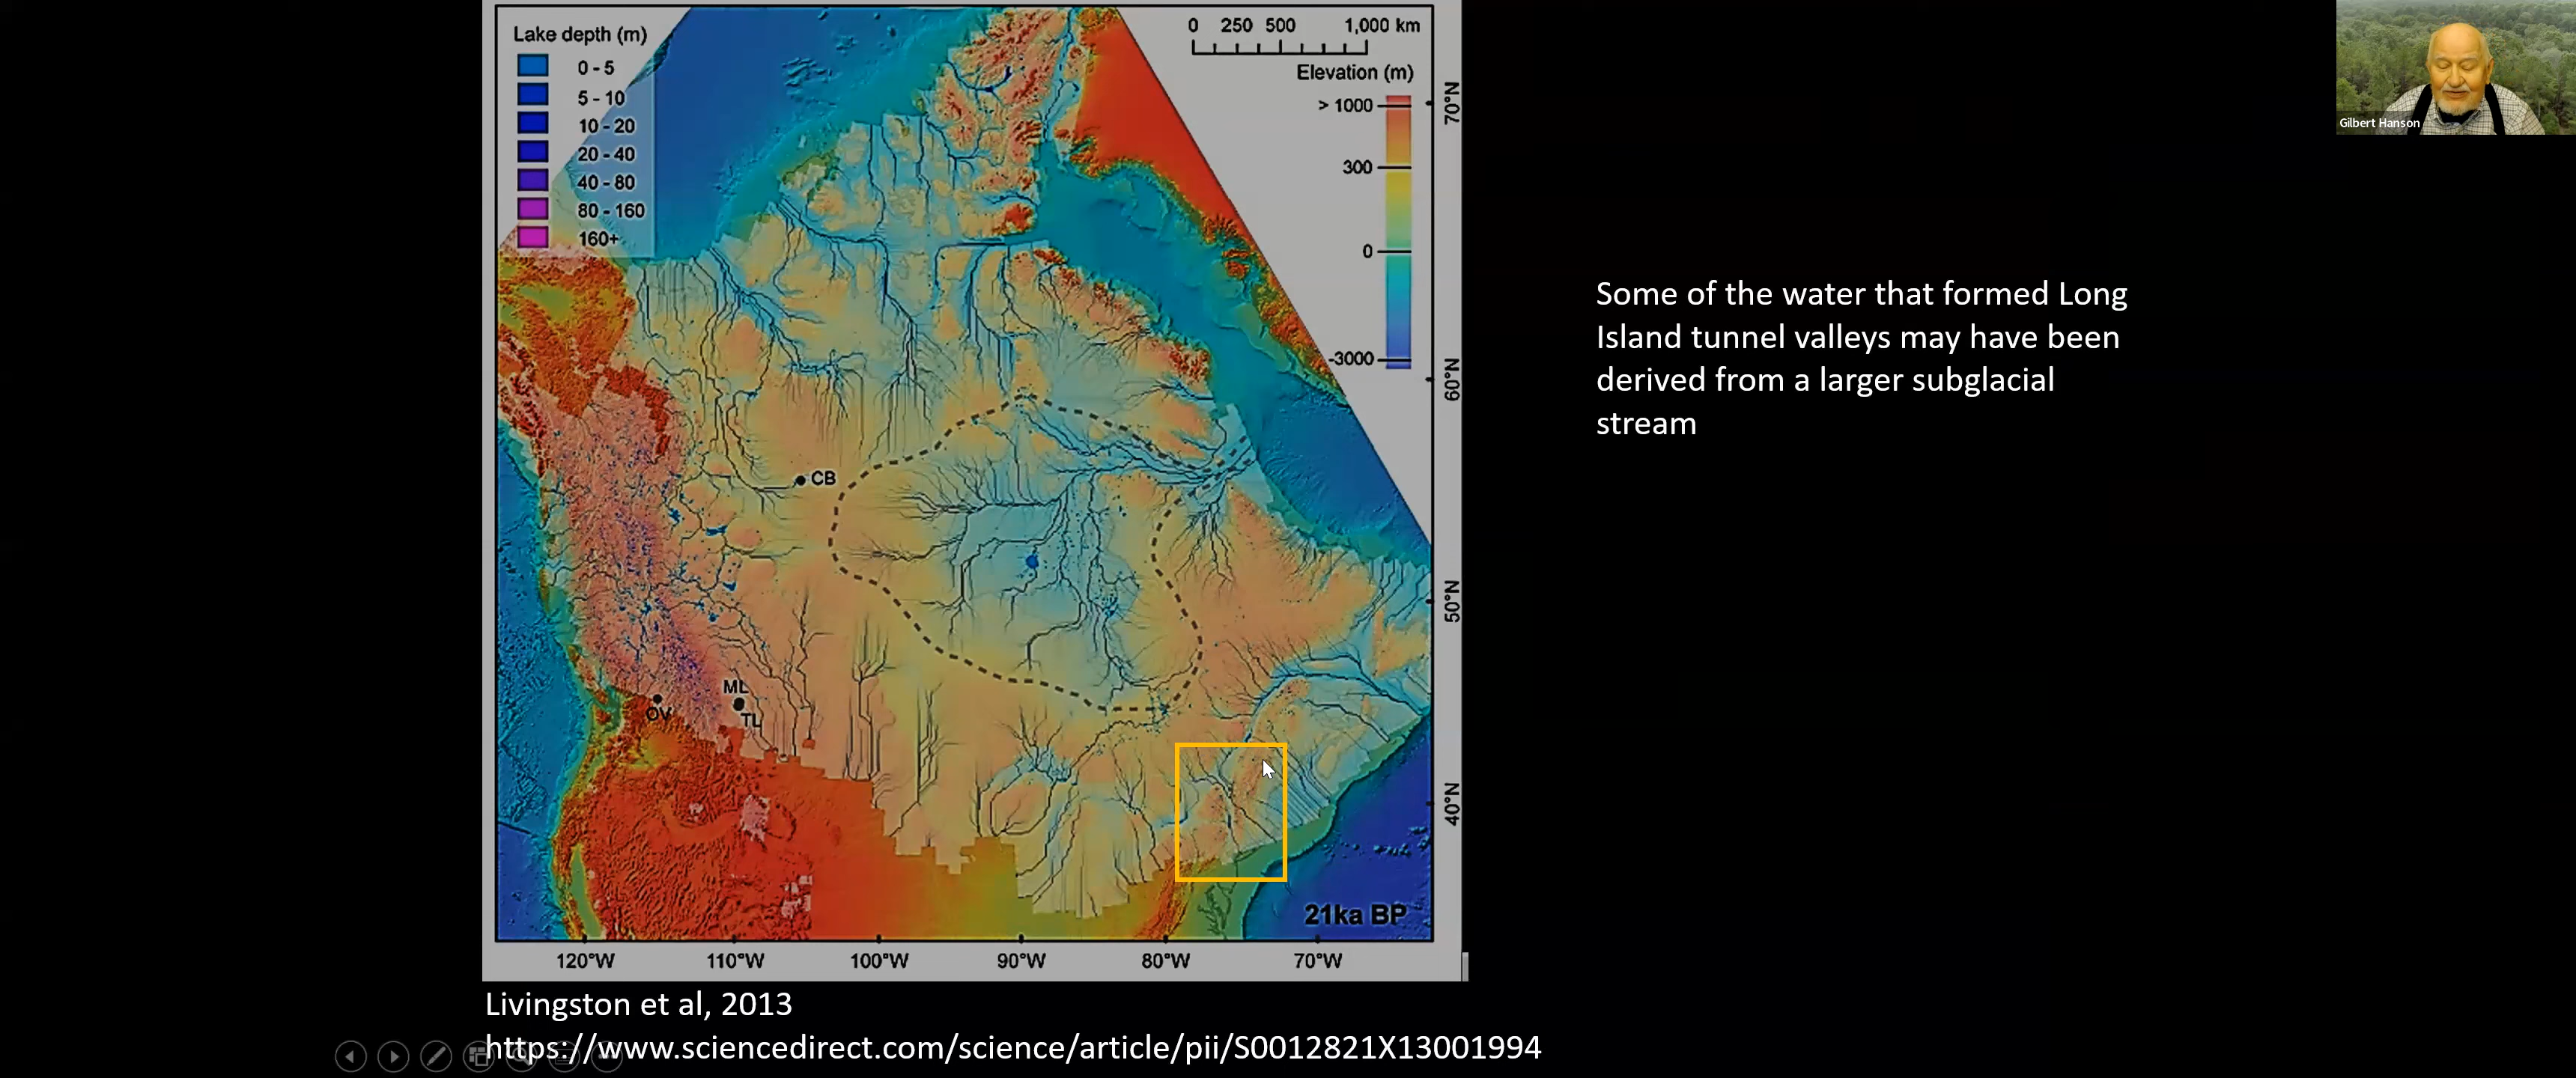 Lake depth (m)
0 - 5
5 - 10
10 - 20
20 - 40
40 - 80
80 - 160
160+
0 250 500 1,000 km
Elevation (m)
> 1000
300
0
-3000
70°N
60°N
50°N
40°N
CB
ML
OV
TL
21ka BP
120°W 110°W 100°W 90°W 80°W 70°W
Gilbert Hanson
Some of the water that formed Long
Island tunnel valleys may have been
derived from a larger subglacial
stream
Livingston et al, 2013
https://www.sciencedirect.com/science/article/pii/S0012821X13001994